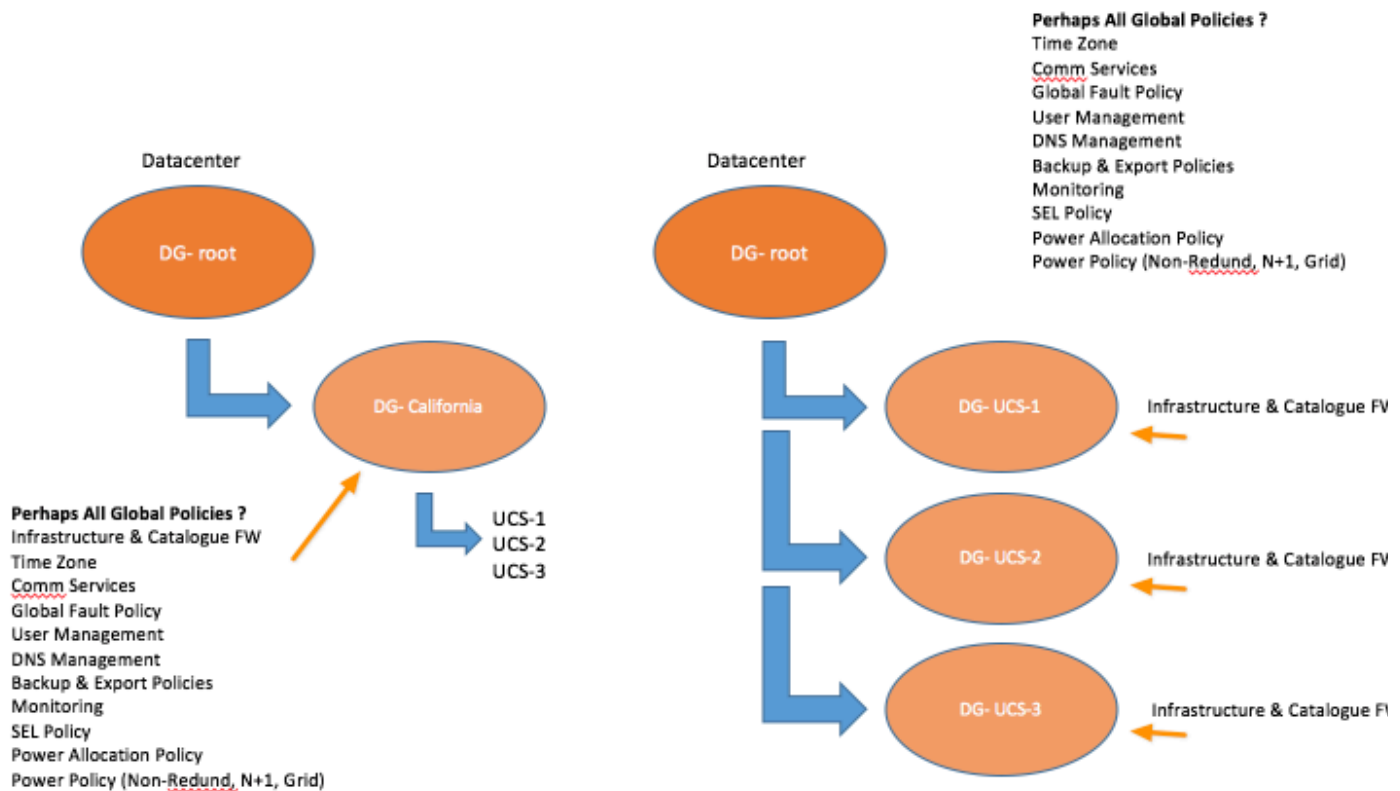 Datacenter
DG- root
DG- California
UCS-1
UCS-2
UCS-3
Perhaps All Global Policies ?
Infrastructure & Catalogue FW
Time Zone
Comm Services
Global Fault Policy
User Management
DNS Management
Backup & Export Policies
Monitoring
SEL Policy
Power Allocation Policy
Power Policy (Non-Redund, N+1, Grid)
Perhaps All Global Policies ?
Time Zone
Comm Services
Global Fault Policy
User Management
DNS Management
Backup & Export Policies
Monitoring
SEL Policy
Power Allocation Policy
Power Policy (Non-Redund, N+1, Grid)
Datacenter
DG- root
DG- UCS-1
Infrastructure & Catalogue FW
DG- UCS-2
Infrastructure & Catalogue FW
DG- UCS-3
Infrastructure & Catalogue FW